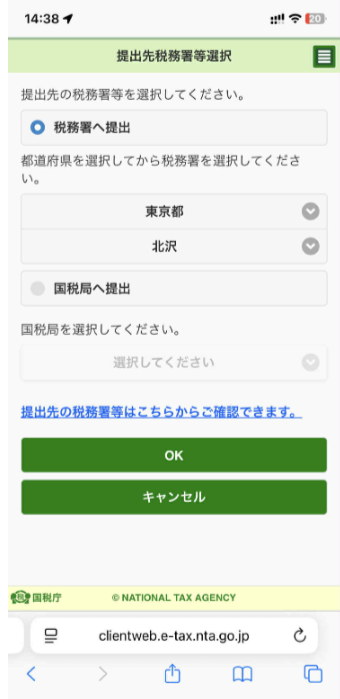 14:38
20
提出先税務署等選択
提出先の税務署等を選択してください。
税務署へ提出
都道府県を選択してから税務署を選択してくださ
い。
東京都
北沢
国税局へ提出
国税局を選択してください。
選択してください
提出先の税務署等はこちらからご確認できます。
OK
キャンセル
税 国税庁 © NATIONAL TAX AGENCY
clientweb.e-tax.nta.go.jp